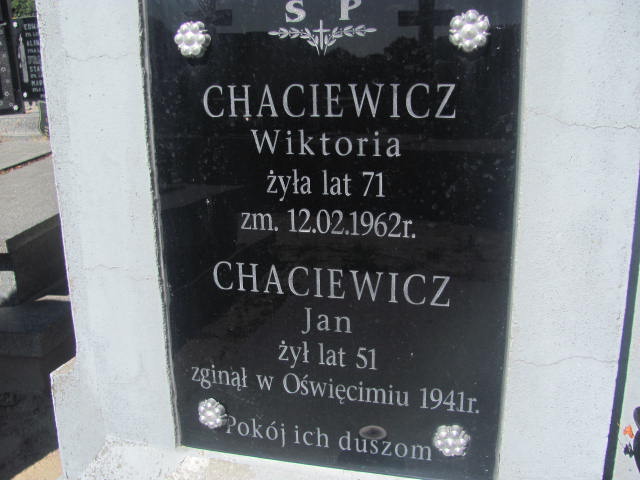 Ś P
CHACIEWICZ
Wiktoria
żyła lat 71
zm. 12.02.1962r.
CHACIEWICZ
Jan
żył lat 51
zginął w Oświęcimiu 1941r.
Pokój ich duszom